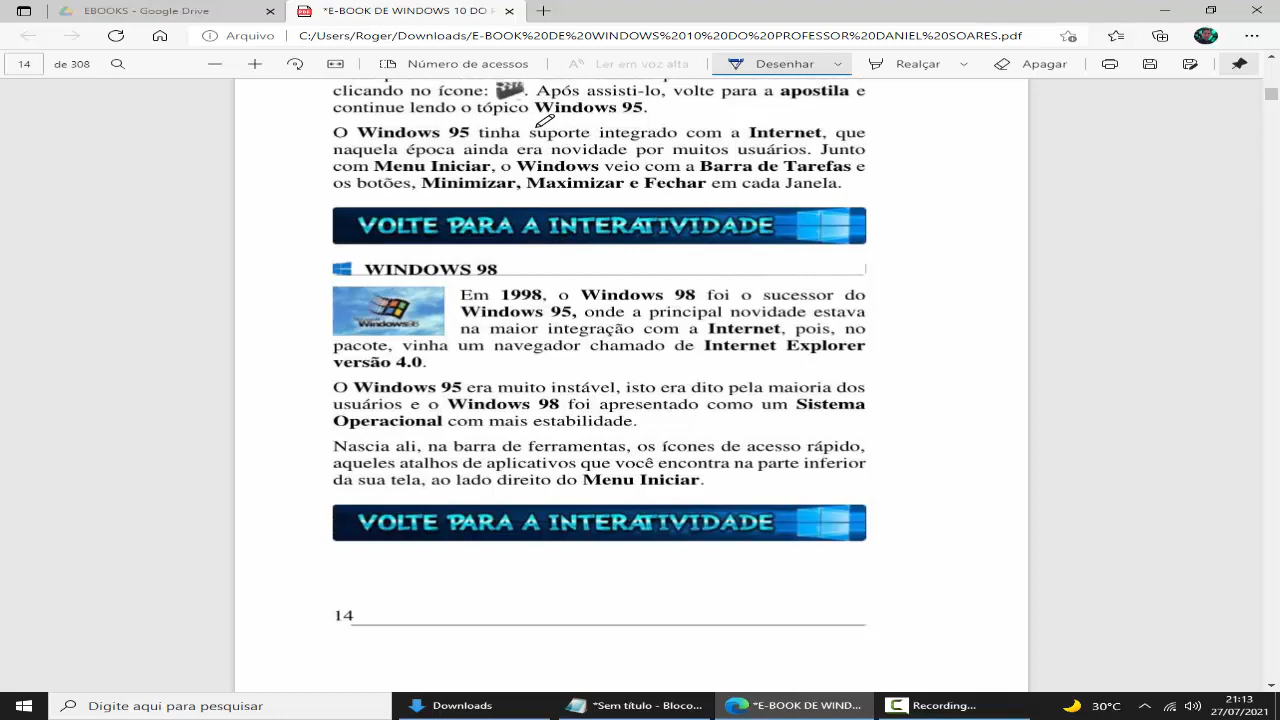 EBOOKS - Google Drive
*E-BOOK DE WINDOWS 10 DO P
Arquivo
C:/Users/Roger/Downloads/E-BOOK%20DE%20WINDOWS%2010%20DO%20PROFESSOR%20DANIEL%20SOARES.pdf
14 de 308
Número de acessos
Ler em voz alta
Desenhar
Realçar
Apagar
clicando no ícone: . Após assisti-lo, volte para a apostila e
continue lendo o tópico Windows 95.
O Windows 95 tinha suporte integrado com a Internet, que
naquela época ainda era novidade por muitos usuários. Junto
com Menu Iniciar, o Windows veio com a Barra de Tarefas e
os botões, Minimizar, Maximizar e Fechar em cada Janela.
VOLTE PARA A INTERATIVIDADE
WINDOWS 98
Windows98
Em 1998, o Windows 98 foi o sucessor do
Windows 95, onde a principal novidade estava
na maior integração com a Internet, pois, no
pacote, vinha um navegador chamado de Internet Explorer
versão 4.0.
O Windows 95 era muito instável, isto era dito pela maioria dos
usuários e o Windows 98 foi apresentado como um Sistema
Operacional com mais estabilidade.
Nascia ali, na barra de ferramentas, os ícones de acesso rápido,
aqueles atalhos de aplicativos que você encontra na parte inferior
da sua tela, ao lado direito do Menu Iniciar.
VOLTE PARA A INTERATIVIDADE
14
Digite aqui para pesquisar
Downloads
*Sem título - Bloco...
*E-BOOK DE WIND...
Recording...
30°C
21:13
27/07/2021